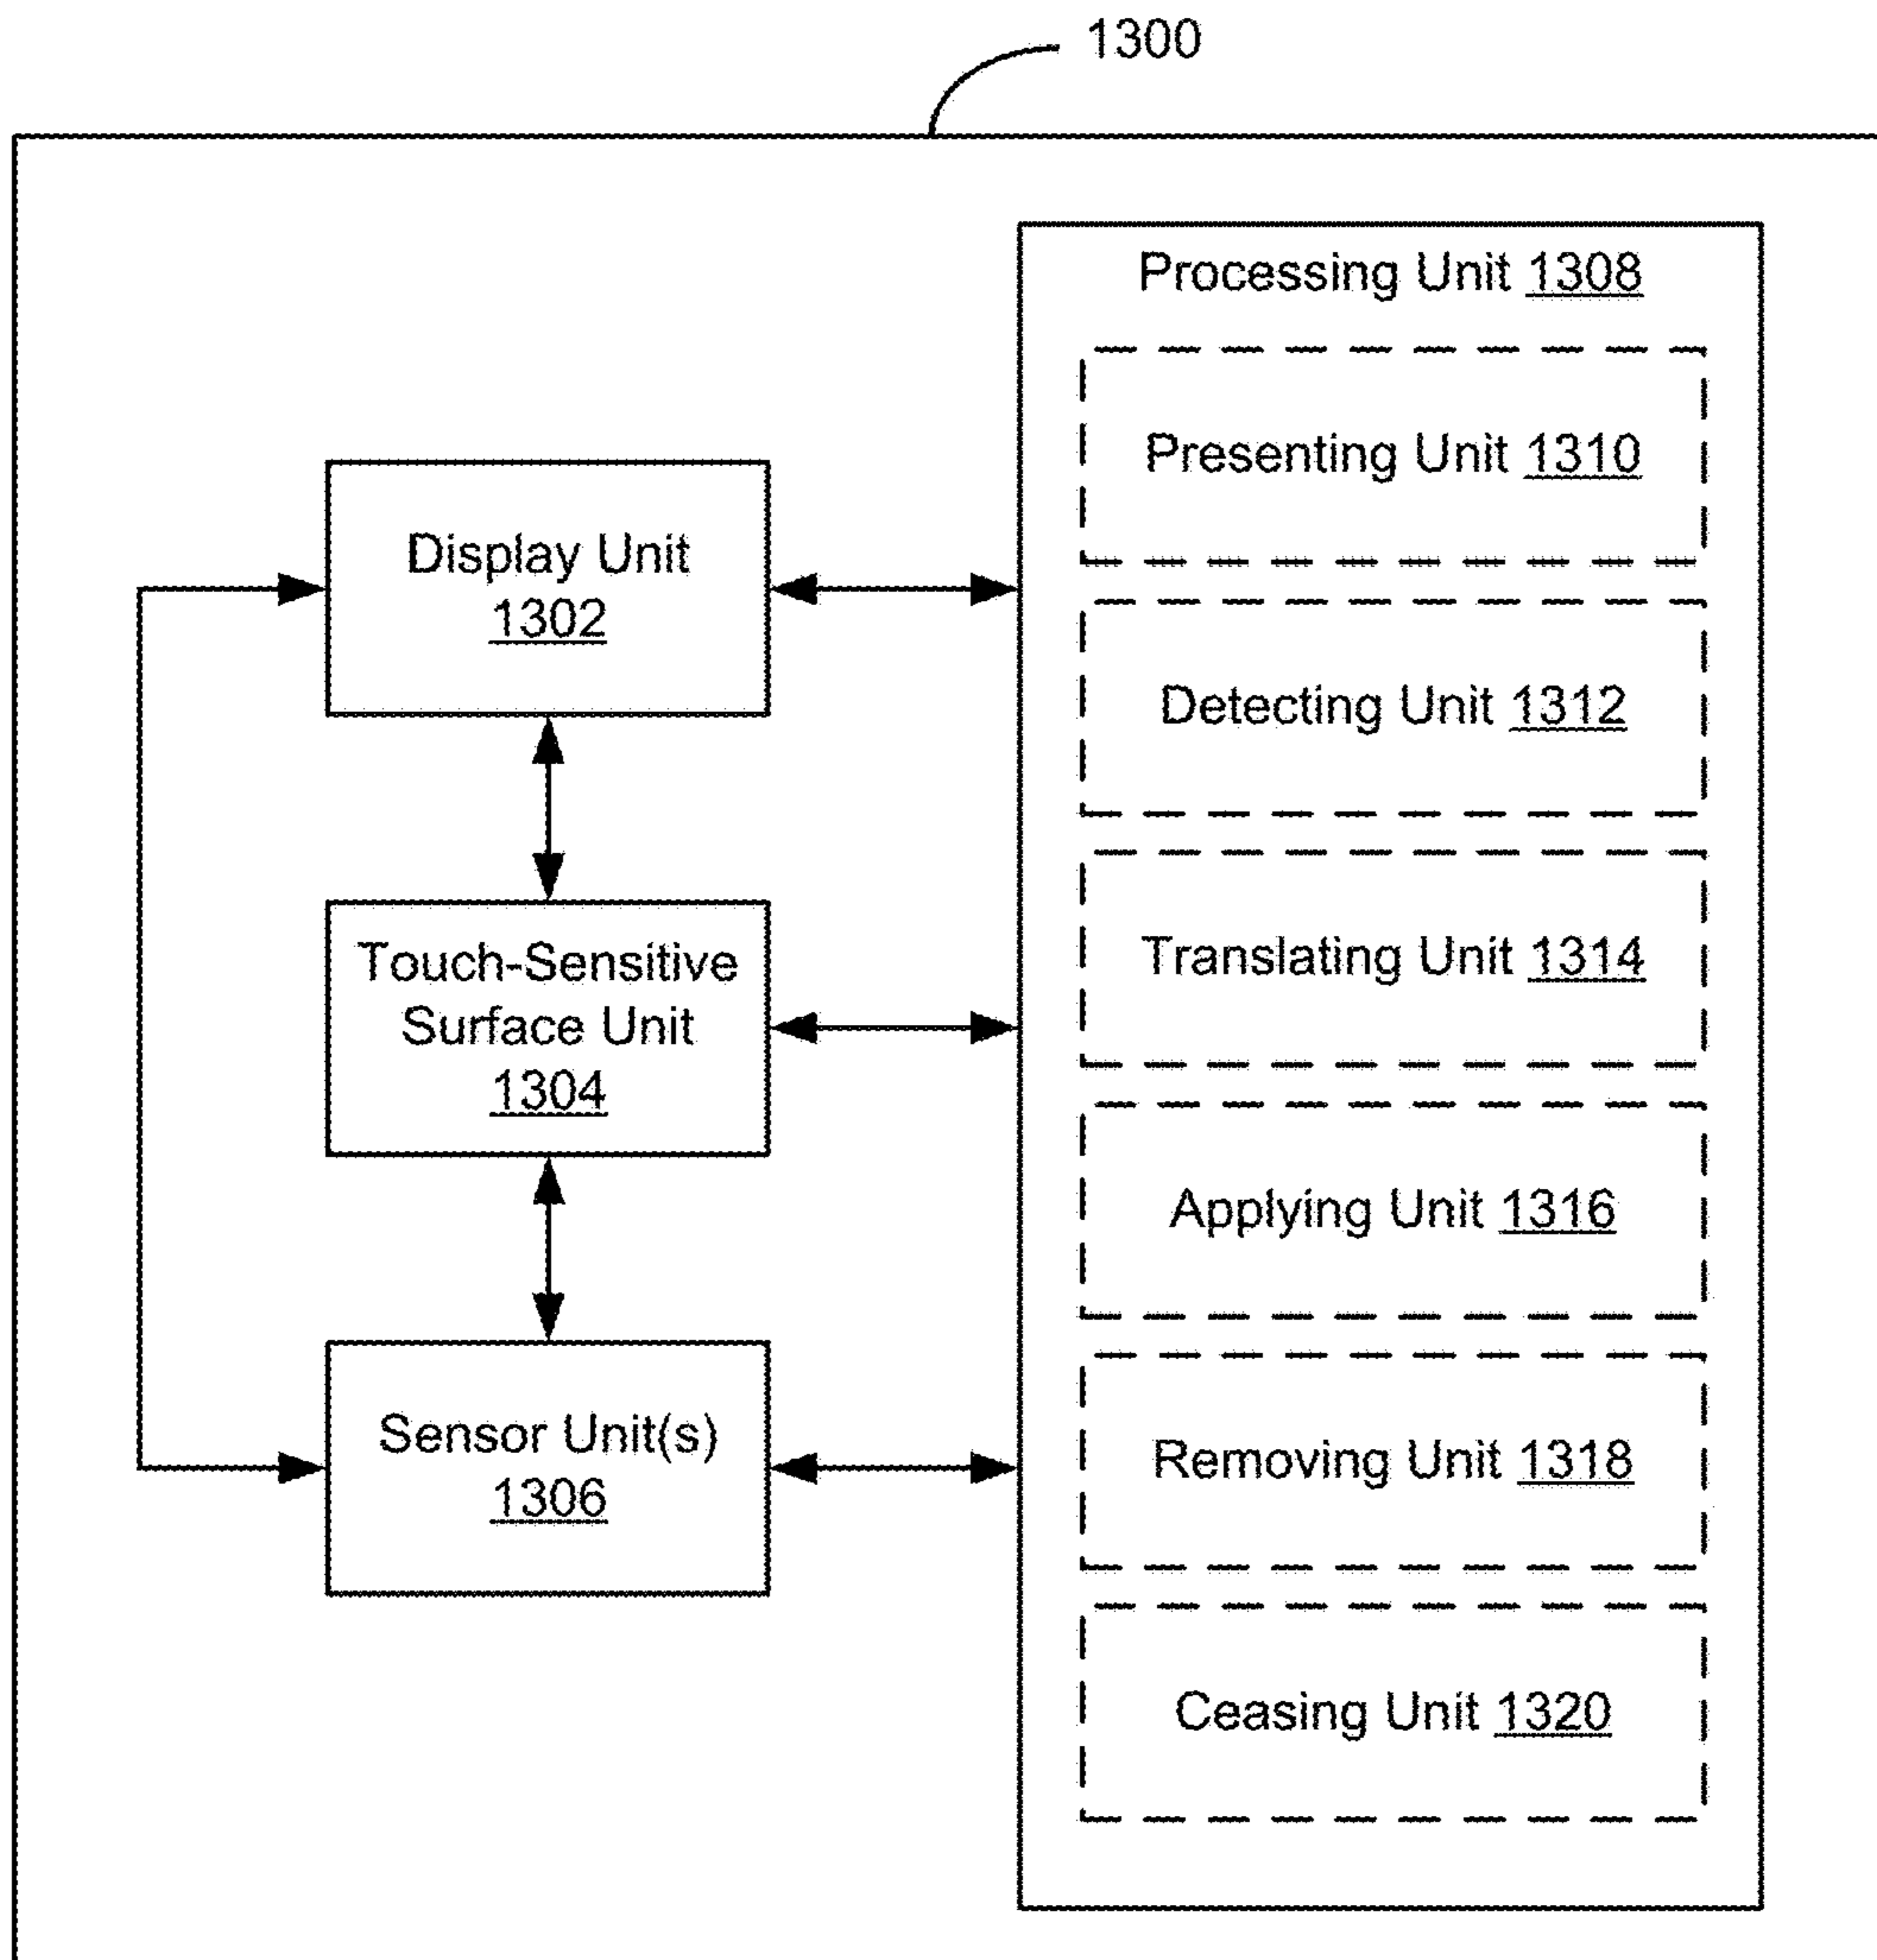 1300
Processing Unit 1308
Presenting Unit 1310
Display Unit
1302
Detecting Unit 1312
Touch-Sensitive
Surface Unit
1304
Translating Unit 1314
Applying Unit 1316
Sensor Unit(s)
1306
Removing Unit 1318
Ceasing Unit 1320